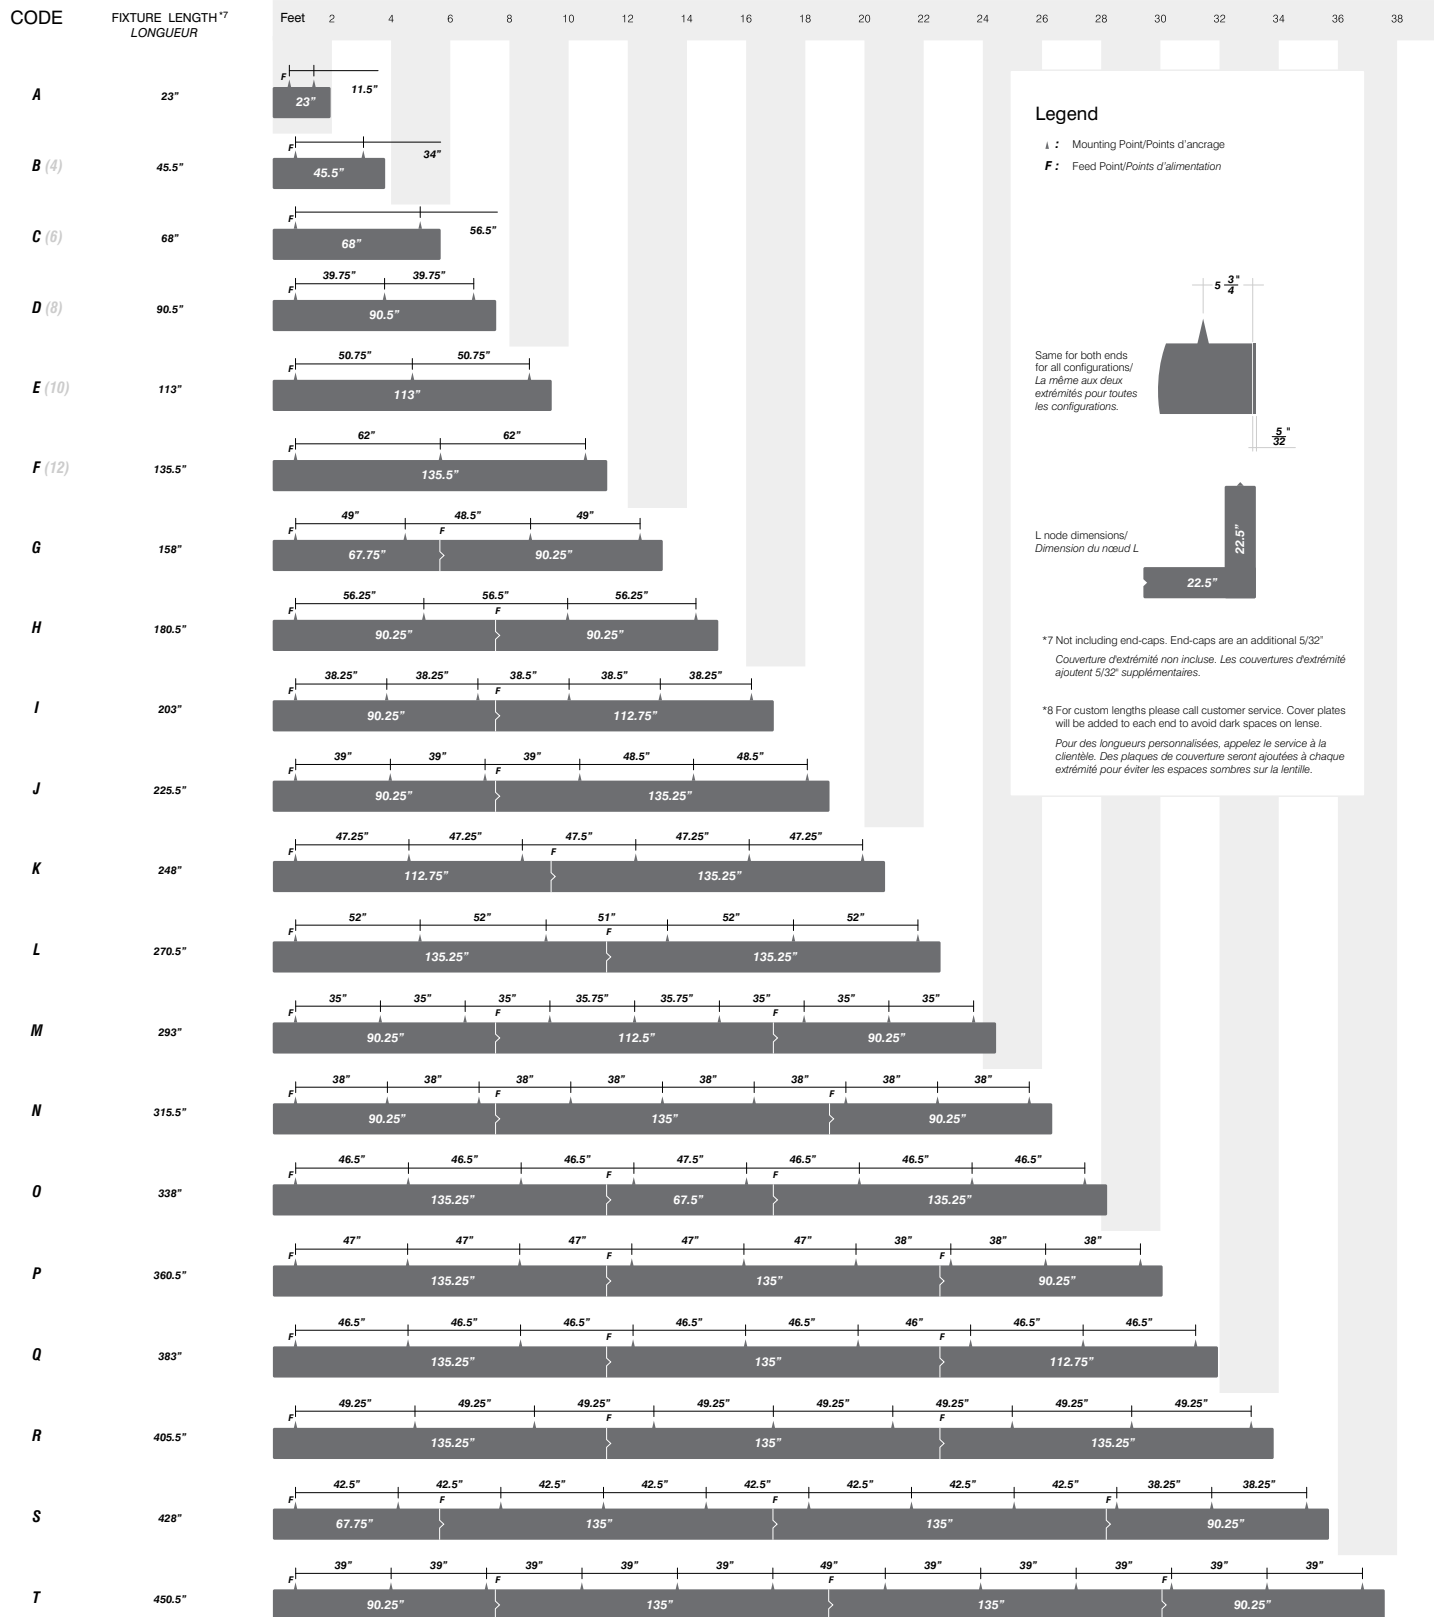 CODE FIXTURE LENGTH*7 Feet 2 4 6 8 10 12 14 16 18 20 22 24 26 28 30 32 34 36 38
LONGUEUR
F
11.5”
A 23” 23”
F
34”
B (4) 45.5” 45.5”
F
56.5”
C (6) 68” 68”
39.75” 39.75”
F
D (8) 90.5” 90.5”
50.75” 50.75”
F
E (10) 113” 113”
62” 62”
F
F (12) 135.5” 135.5”
49” 48.5” 49”
F F
G 158” 67.75” 90.25”
56.25” 56.5” 56.25”
F F
H 180.5” 90.25” 90.25”
38.25” 38.25” 38.5” 38.5” 38.25”
F F
I 203” 90.25” 112.75”
39” 39” 39” 48.5” 48.5”
F F
J 225.5” 90.25” 135.25”
47.25” 47.25” 47.5” 47.25” 47.25”
F F
K 248” 112.75” 135.25”
52” 52” 51” 52” 52”
F F
L 270.5” 135.25” 135.25”
35” 35” 35” 35.75” 35.75” 35” 35” 35”
F F F
M 293” 90.25” 112.5” 90.25”
38” 38” 38” 38” 38” 38” 38” 38”
F F F
N 315.5” 90.25” 135” 90.25”
46.5” 46.5” 46.5” 47.5” 46.5” 46.5” 46.5”
F F F
O 338” 135.25” 67.5” 135.25”
47” 47” 47” 47” 47” 38” 38” 38”
F F F
P 360.5” 135.25” 135” 90.25”
46.5” 46.5” 46.5” 46.5” 46.5” 46” 46.5” 46.5”
F F F
Q 383” 135.25” 135” 112.75”
49.25” 49.25” 49.25” 49.25” 49.25” 49.25” 49.25” 49.25”
F F F
R 405.5” 135.25” 135” 135.25”
42.5” 42.5” 42.5” 42.5” 42.5” 42.5” 42.5” 42.5” 38.25” 38.25”
F F F F
S 428” 67.75” 135” 135” 90.25”
39” 39” 39” 39” 39” 49” 39” 39” 39” 39” 39”
F F F F
T 450.5” 90.25” 135” 135” 90.25”
Legend
: Mounting Point/Points d’ancrage
F : Feed Point/Points d’alimentation
5 3/4"
Same for both ends
for all configurations/
La même aux deux
extrémités pour toutes
les configurations.
5/32"
L node dimensions/
Dimension du nœud L
22.5”
22.5”
*7 Not including end-caps. End-caps are an additional 5/32"
Couverture d'extrémité non incluse. Les couvertures d'extrémité
ajoutent 5/32" supplémentaires.
*8 For custom lengths please call customer service. Cover plates
will be added to each end to avoid dark spaces on lense.
Pour des longueurs personnalisées, appelez le service à la
clientèle. Des plaques de couverture seront ajoutées à chaque
extrémité pour éviter les espaces sombres sur la lentille.